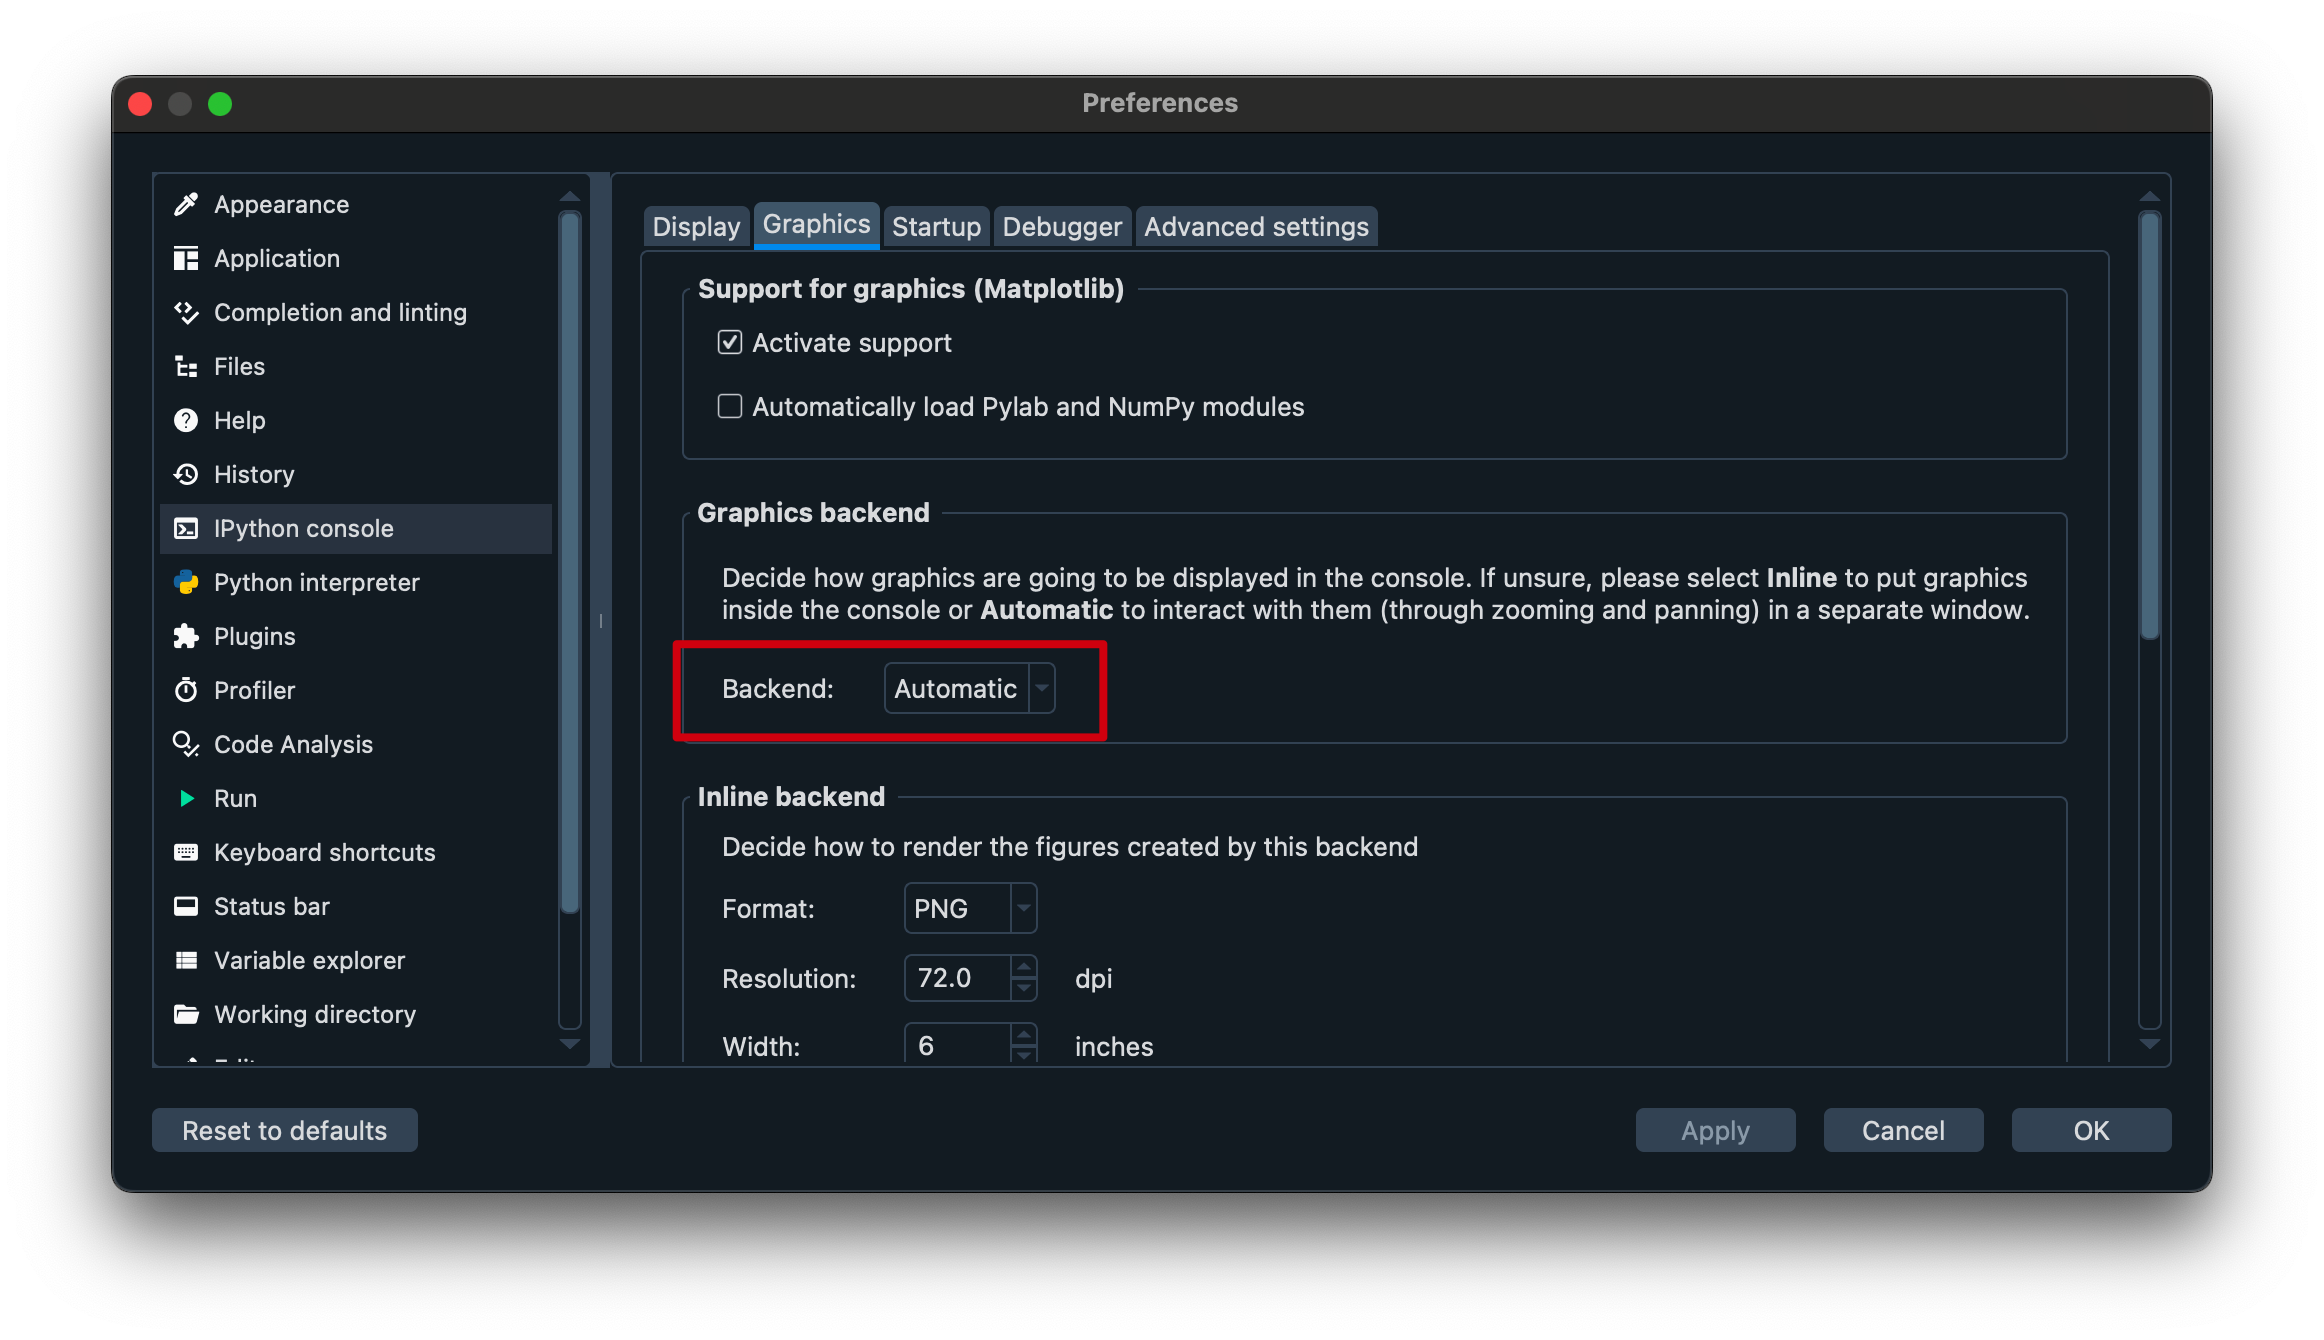 Preferences
Appearance
Application
Completion and linting
Files
Help
History
IPython console
Python interpreter
Plugins
Profiler
Code Analysis
Run
Keyboard shortcuts
Status bar
Variable explorer
Working directory
Display Graphics Startup Debugger Advanced settings
Support for graphics (Matplotlib)
Activate support
Automatically load Pylab and NumPy modules
Graphics backend
Decide how graphics are going to be displayed in the console. If unsure, please select Inline to put graphics
inside the console or Automatic to interact with them (through zooming and panning) in a separate window.
Backend: Automatic
Inline backend
Decide how to render the figures created by this backend
Format: PNG
Resolution: 72.0 dpi
Width: 6 inches
Reset to defaults
Apply Cancel OK